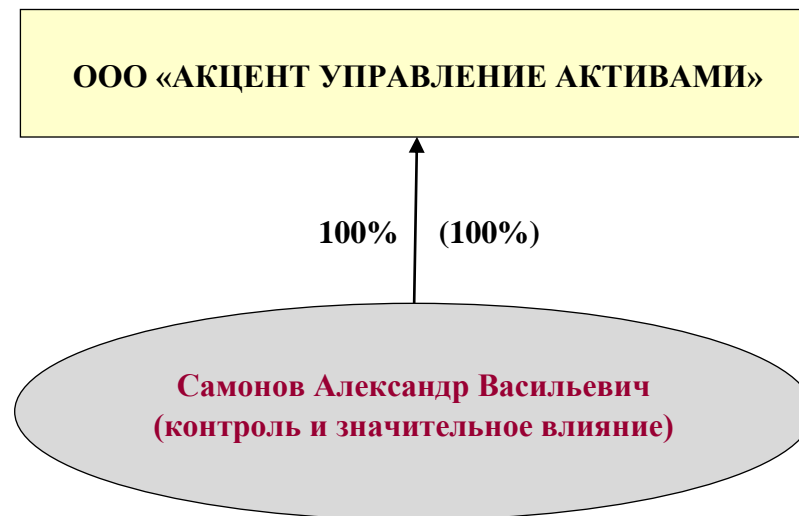 ООО «АКЦЕНТ УПРАВЛЕНИЕ АКТИВАМИ»
100% (100%)
Самонов Александр Васильевич
(контроль и значительное влияние)